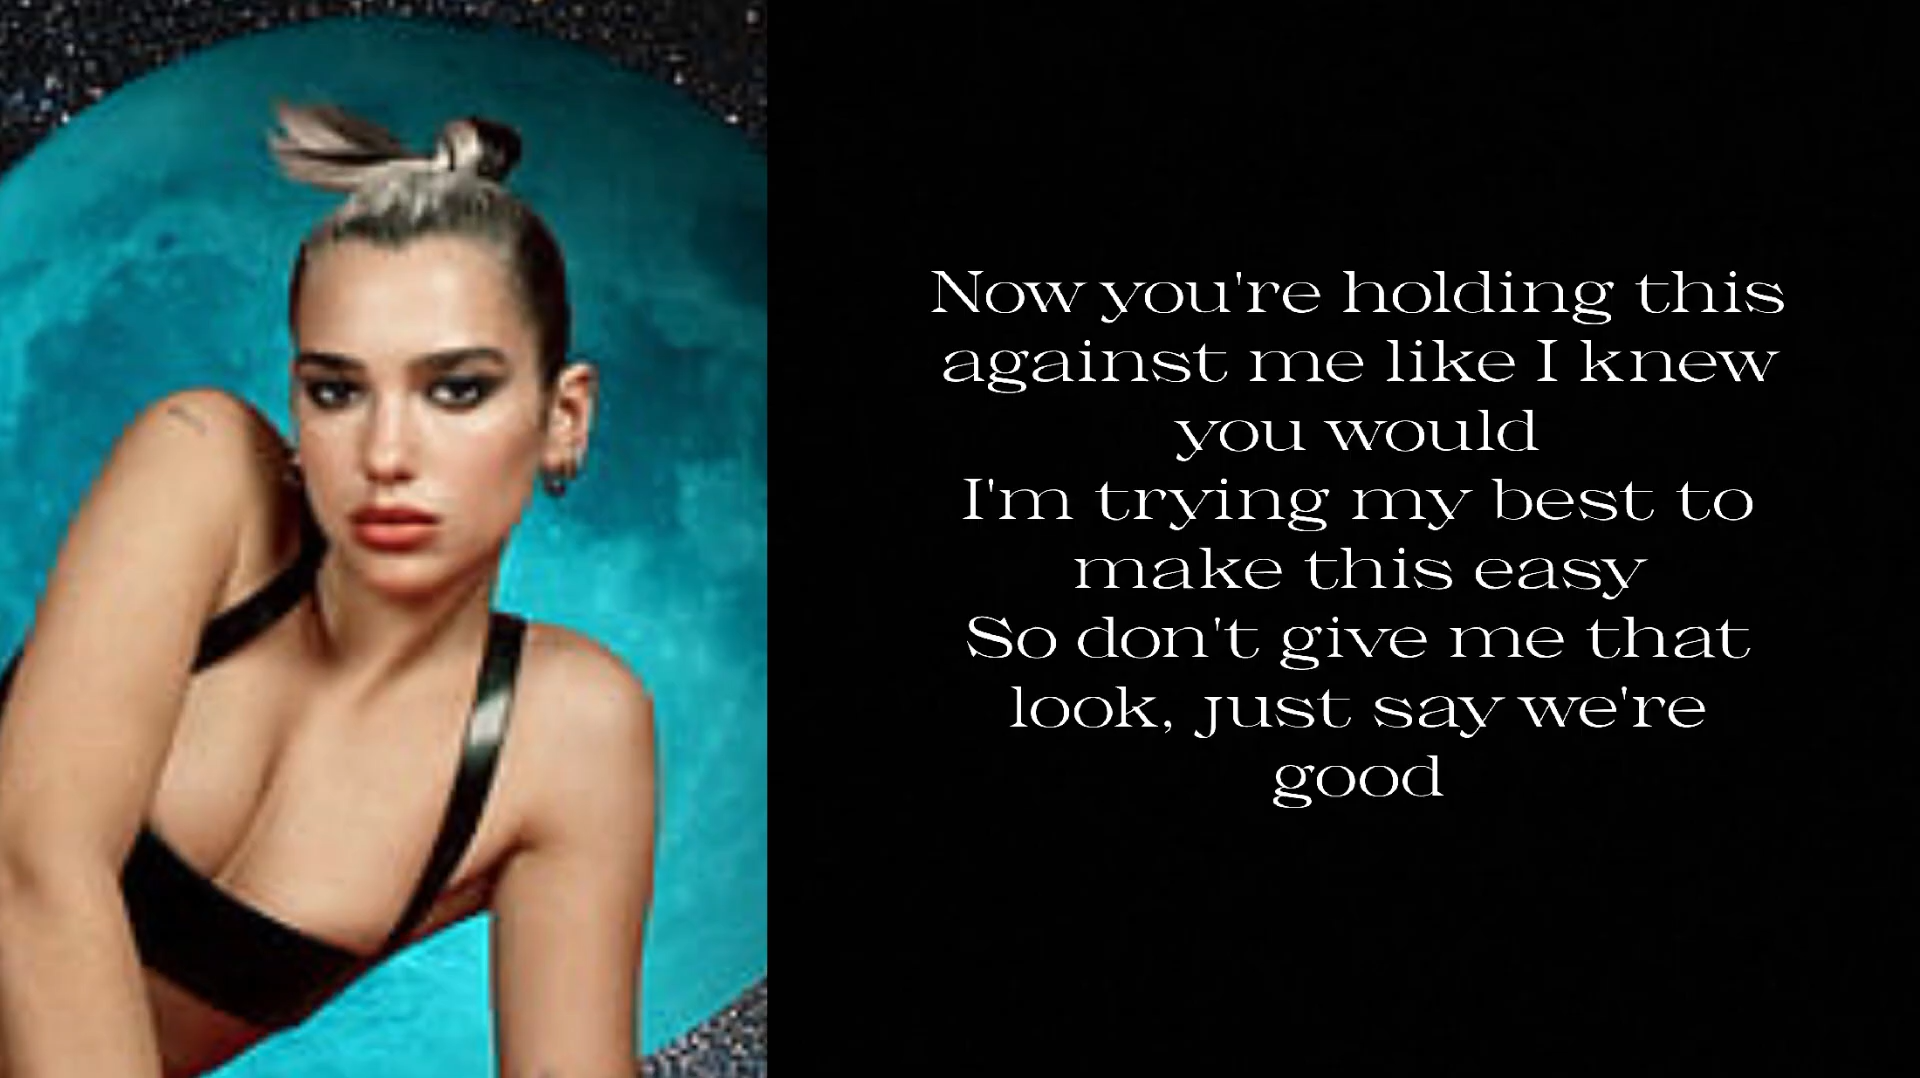 Now you're holding this
against me like I knew
you would
I'm trying my best to
make this easy
So don't give me that
look, just say we're
good